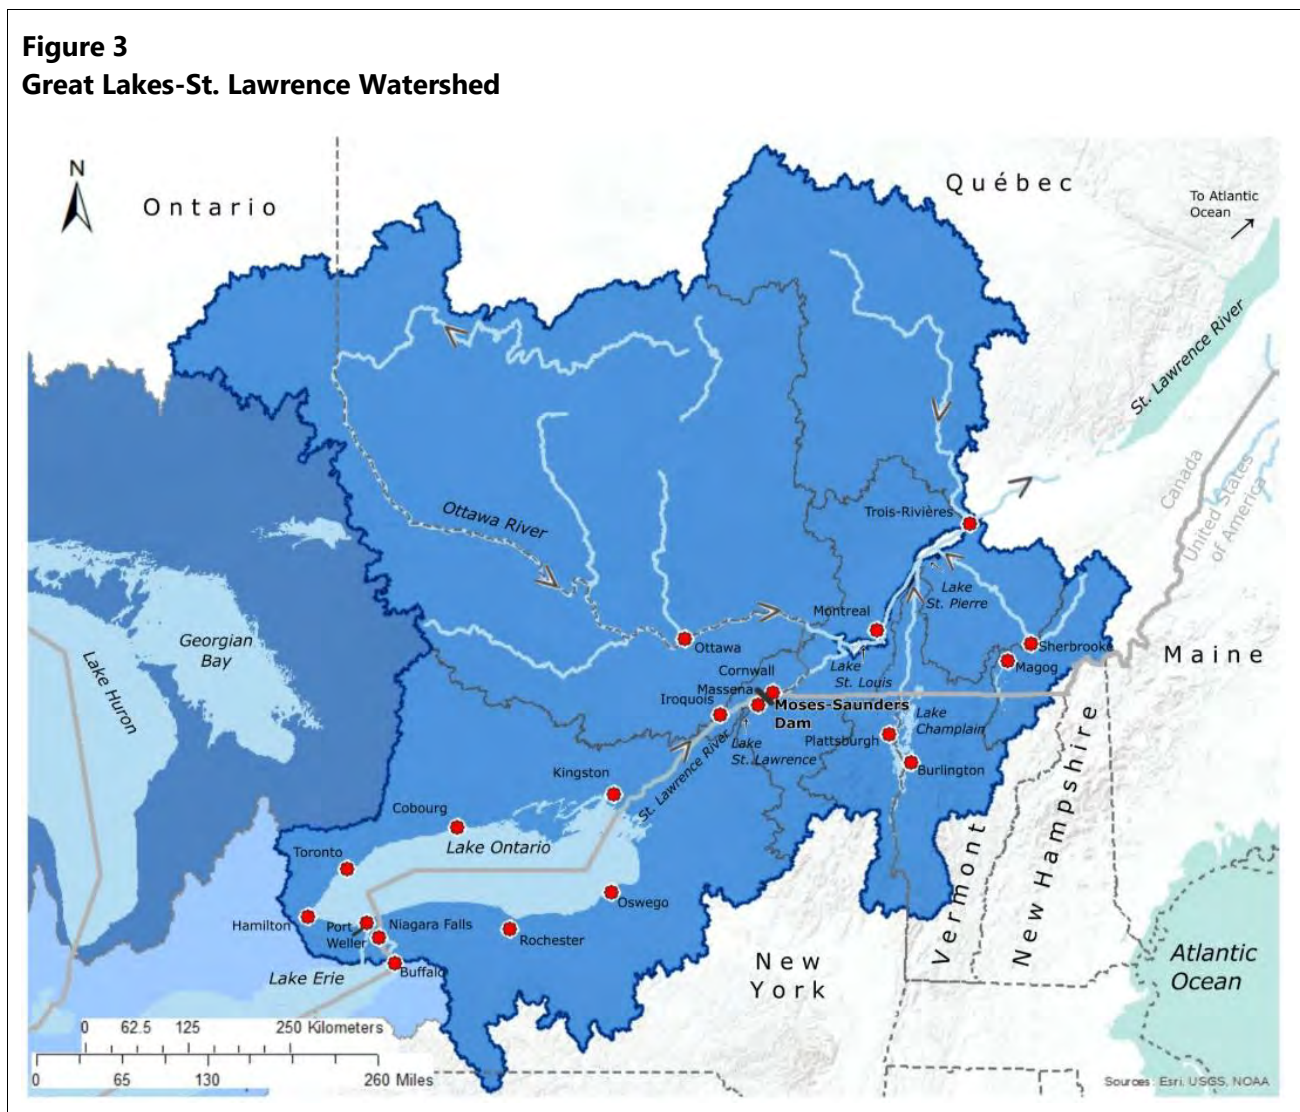 Figure 3
Great Lakes-St. Lawrence Watershed
N
Ontario
Québec
To Atlantic
Ocean
St. Lawrence River
Canada
United States
of America
Ottawa River
Trois-Rivières
Lake
St. Pierre
Georgian
Bay
Lake Huron
Montreal
Ottawa
Sherbrooke
Magog
Maine
Lake
St. Louis
Cornwall
Massena
Iroquois
Moses-Saunders
Dam
Lake
Champlain
Plattsburgh
Lake
St. Lawrence
St. Lawrence River
Burlington
Kingston
Cobourg
Lake Ontario
Toronto
Vermont
New Hampshire
Hamilton
Port
Weller
Niagara Falls
Oswego
Rochester
Buffalo
Lake Erie
New
York
Atlantic
Ocean
0 62.5 125 250 Kilometers
0 65 130 260 Miles
Sources: Esri, USGS, NOAA